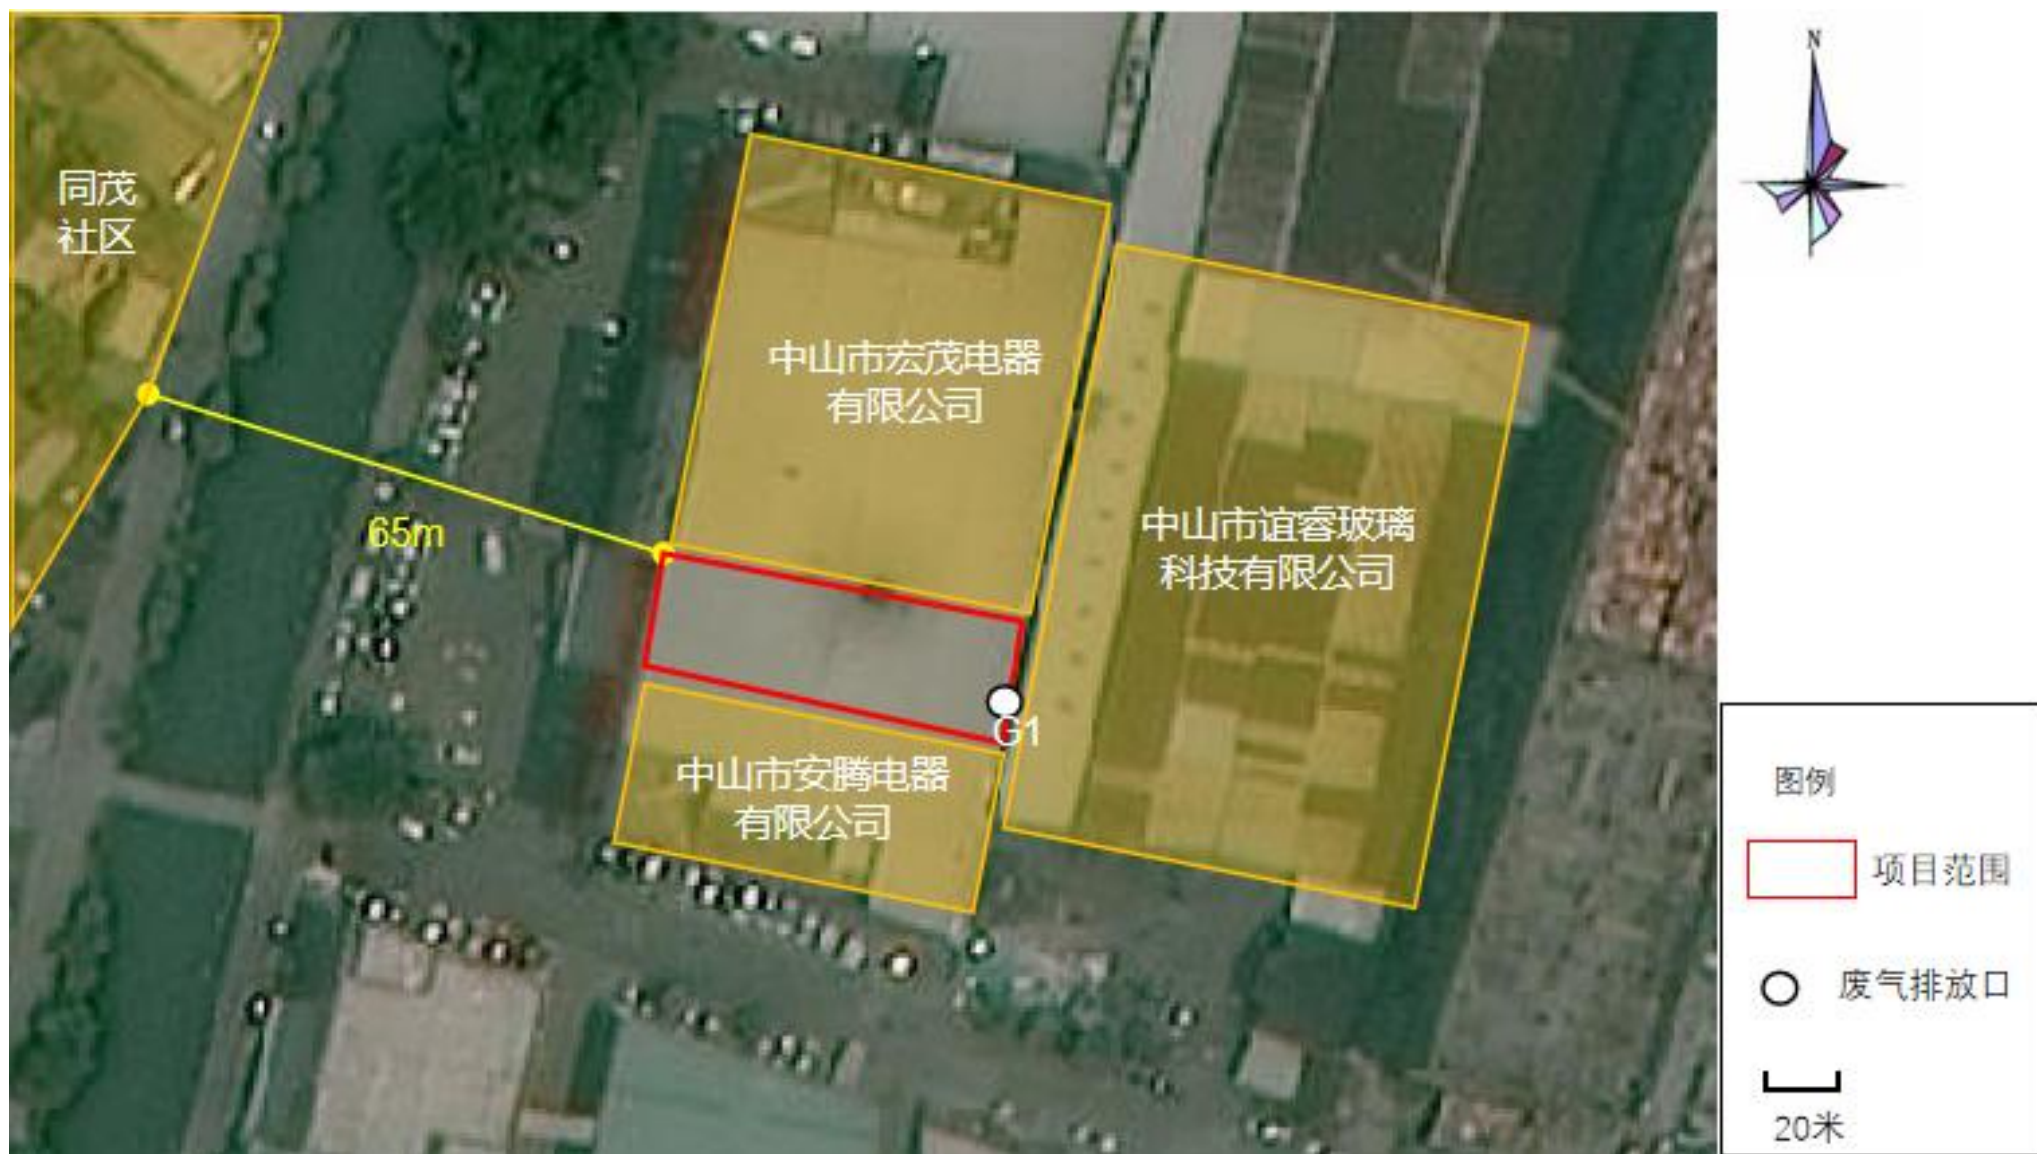 N
同茂
社区
中山市宏茂电器
有限公司
65m
中山市谊睿玻璃
科技有限公司
G1
中山市安腾电器
有限公司
图例
项目范围
废气排放口
20米